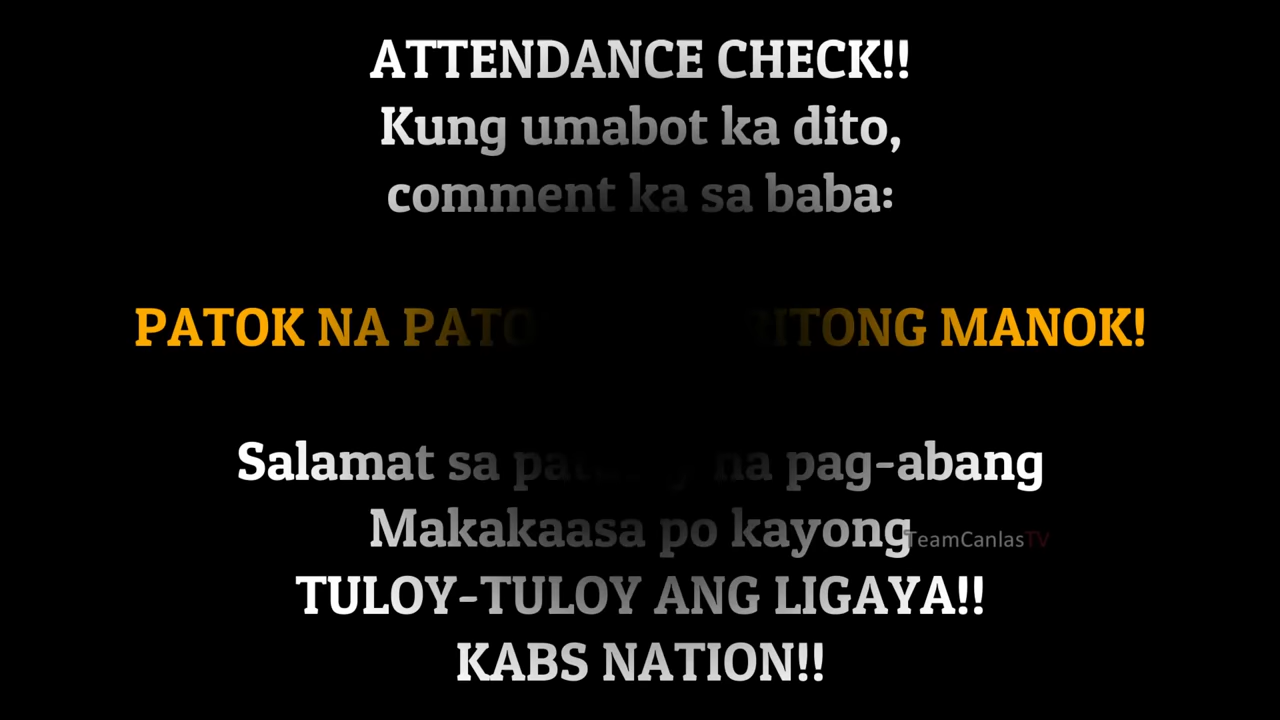 ATTENDANCE CHECK!!
Kung umabot ka dito,
comment ka sa baba:
PATOK NA MANOK!
Salamat sa na pag-abang
Makakaasa po kayong
TeamCanlasTV
TULOY-TULOY ANG LIGAYA!!
KABS NATION!!